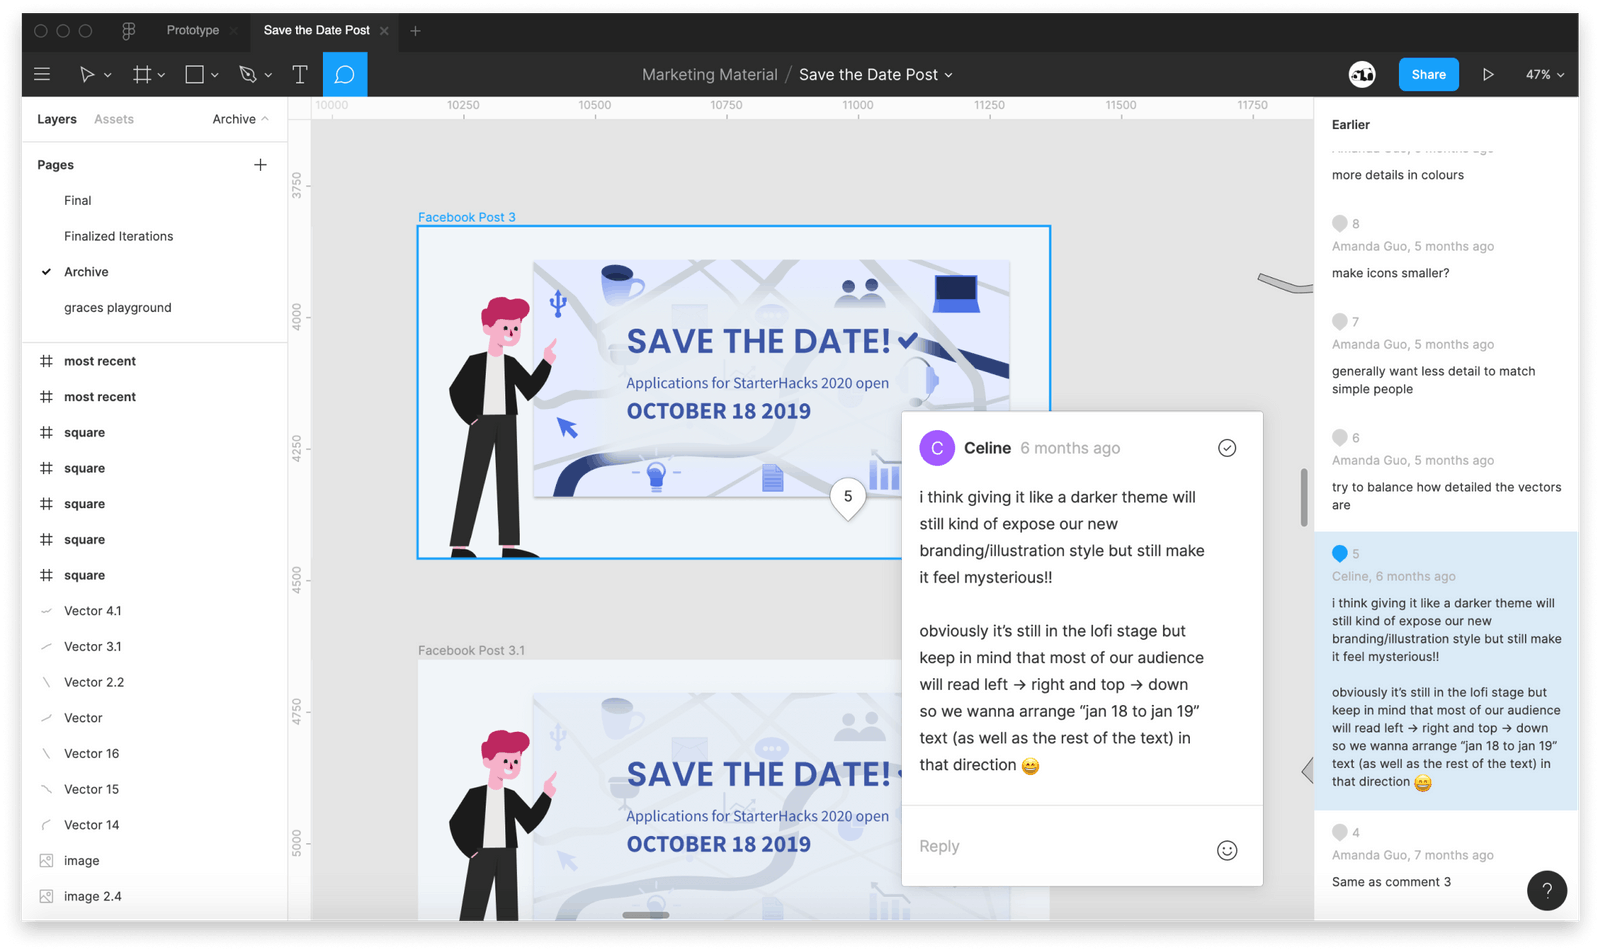 Prototype
Save the Date Post
Marketing Material / Save the Date Post
Share
47%
Layers
Assets
Archive
Pages
Final
Finalized Iterations
Archive
graces playground
most recent
most recent
square
square
square
square
square
Vector 4.1
Vector 3.1
Vector 2.2
Vector
Vector 16
Vector 15
Vector 14
image
image 2.4
10000 10250 10500 10750 11000 11250 11500 11750
3750
4000
4250
4500
4750
5000
Facebook Post 3
SAVE THE DATE!
Applications for StarterHacks 2020 open
OCTOBER 18 2019
5
Facebook Post 3.1
SAVE THE DATE!
Applications for StarterHacks 2020 open
OCTOBER 18 2019
C
Celine 6 months ago
i think giving it like a darker theme will
still kind of expose our new
branding/illustration style but still make
it feel mysterious!!
obviously it’s still in the lofi stage but
keep in mind that most of our audience
will read left → right and top → down
so we wanna arrange “jan 18 to jan 19”
text (as well as the rest of the text) in
that direction 😄
Reply
Earlier
more details in colours
8
Amanda Guo, 5 months ago
make icons smaller?
7
Amanda Guo, 5 months ago
generally want less detail to match
simple people
6
Amanda Guo, 5 months ago
try to balance how detailed the vectors
are
5
Celine, 6 months ago
i think giving it like a darker theme will
still kind of expose our new
branding/illustration style but still make
it feel mysterious!!
obviously it’s still in the lofi stage but
keep in mind that most of our audience
will read left → right and top → down
so we wanna arrange “jan 18 to jan 19”
text (as well as the rest of the text) in
that direction 😄
4
Amanda Guo, 7 months ago
Same as comment 3
?